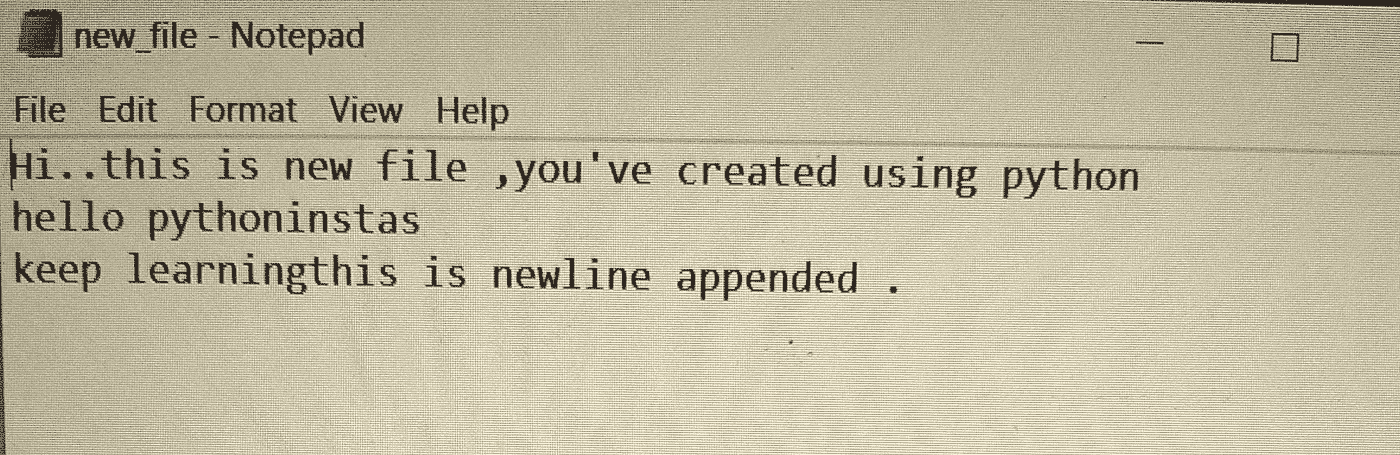 new_file - Notepad
File Edit Format View Help
Hi..this is new file ,you've created using python
hello pythoninstas
keep learningthis is newline appended .